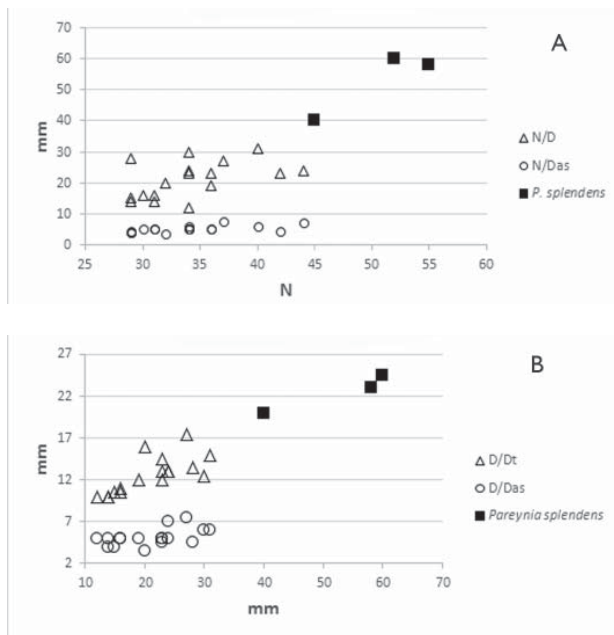 A
70
60
50
40
30
20
10
0
mm
25 30 35 40 45 50 55 60
N
N/D
N/Das
P. splendens
B
27
22
17
12
7
2
mm
10 20 30 40 50 60 70
mm
D/Dt
D/Das
Pareynia splendens